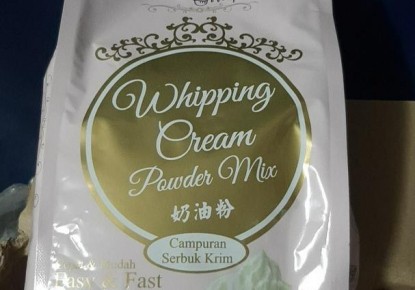 Whipping
Cream
Powder Mix
奶油粉
Campuran
Serbuk Krim
Easy & Fast